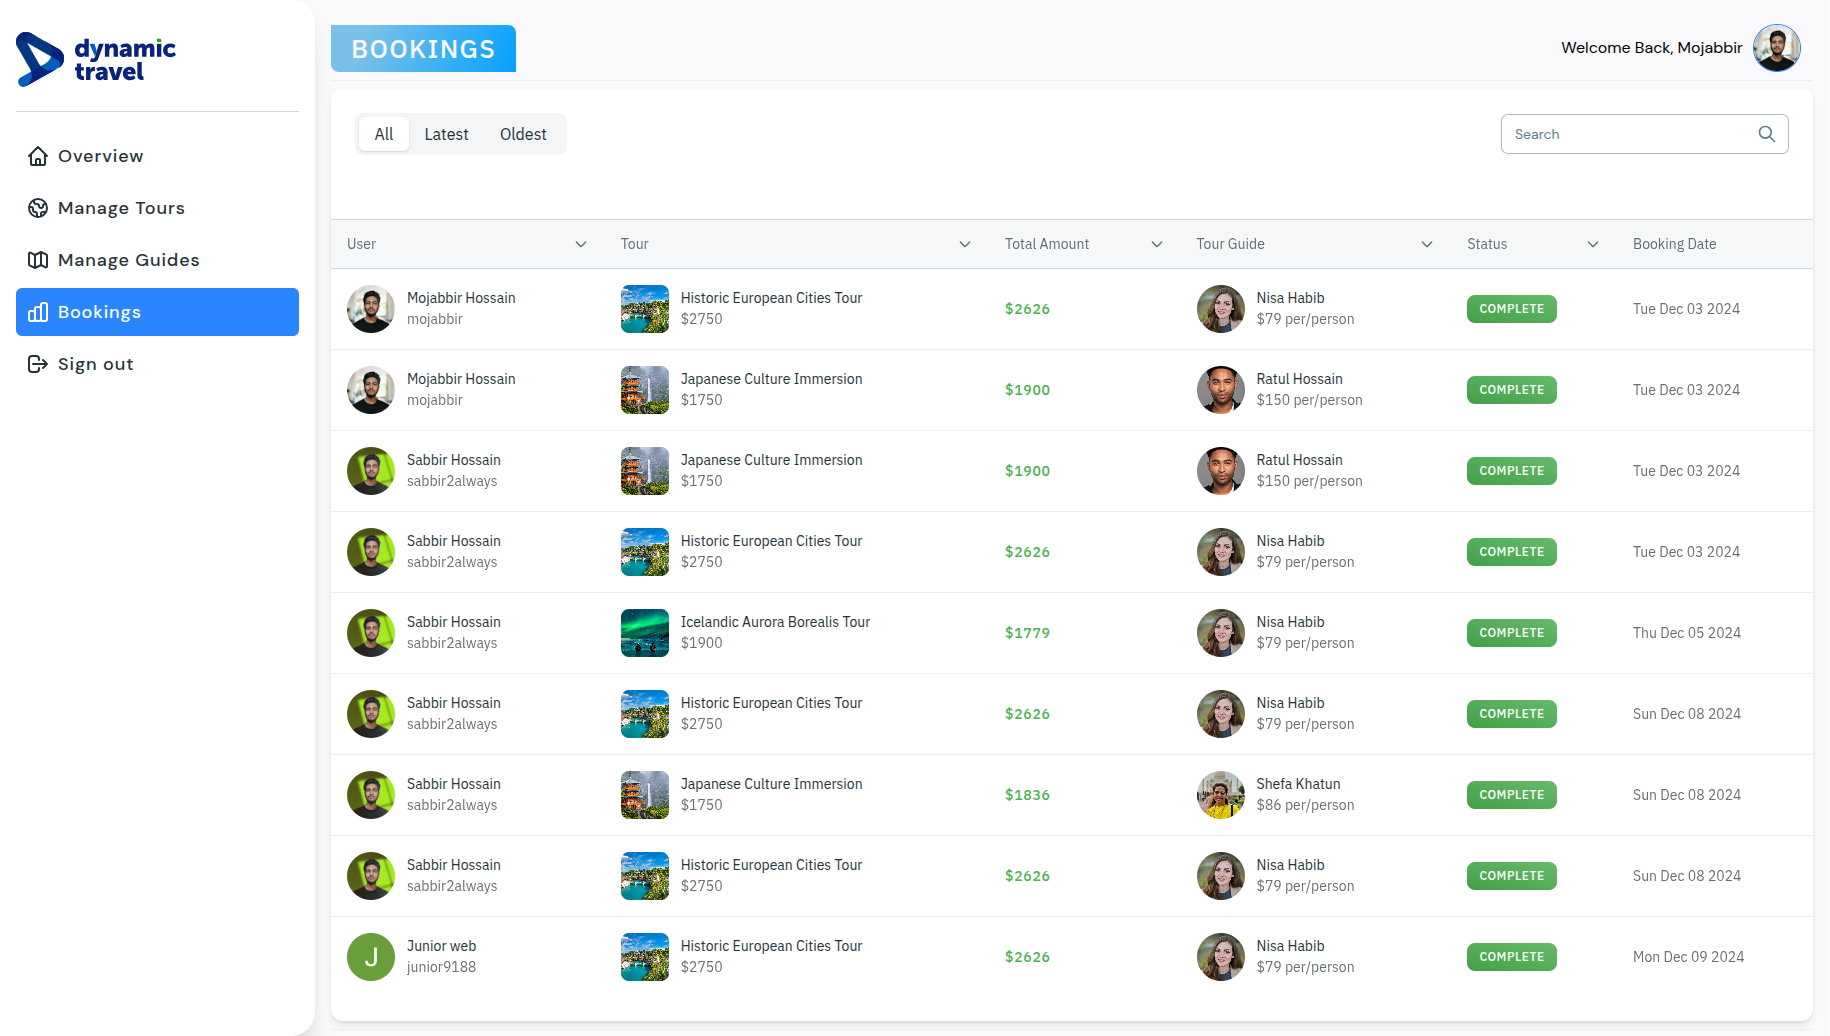 dynamic
travel
Overview
Manage Tours
Manage Guides
Bookings
Sign out
BOOKINGS
Welcome Back, Mojabbir
All Latest Oldest
Search
User Tour Total Amount Tour Guide Status Booking Date
Mojabbir Hossain Historic European Cities Tour Nisa Habib
mojabbir $2750 $2626 $79 per/person COMPLETE Tue Dec 03 2024
Mojabbir Hossain Japanese Culture Immersion Ratul Hossain
mojabbir $1750 $1900 $150 per/person COMPLETE Tue Dec 03 2024
Sabbir Hossain Japanese Culture Immersion Ratul Hossain
sabbir2always $1750 $1900 $150 per/person COMPLETE Tue Dec 03 2024
Sabbir Hossain Historic European Cities Tour Nisa Habib
sabbir2always $2750 $2626 $79 per/person COMPLETE Tue Dec 03 2024
Sabbir Hossain Icelandic Aurora Borealis Tour Nisa Habib
sabbir2always $1900 $1779 $79 per/person COMPLETE Thu Dec 05 2024
Sabbir Hossain Historic European Cities Tour Nisa Habib
sabbir2always $2750 $2626 $79 per/person COMPLETE Sun Dec 08 2024
Sabbir Hossain Japanese Culture Immersion Shefa Khatun
sabbir2always $1750 $1836 $86 per/person COMPLETE Sun Dec 08 2024
Sabbir Hossain Historic European Cities Tour Nisa Habib
sabbir2always $2750 $2626 $79 per/person COMPLETE Sun Dec 08 2024
J Junior web Historic European Cities Tour Nisa Habib
junior9188 $2750 $2626 $79 per/person COMPLETE Mon Dec 09 2024